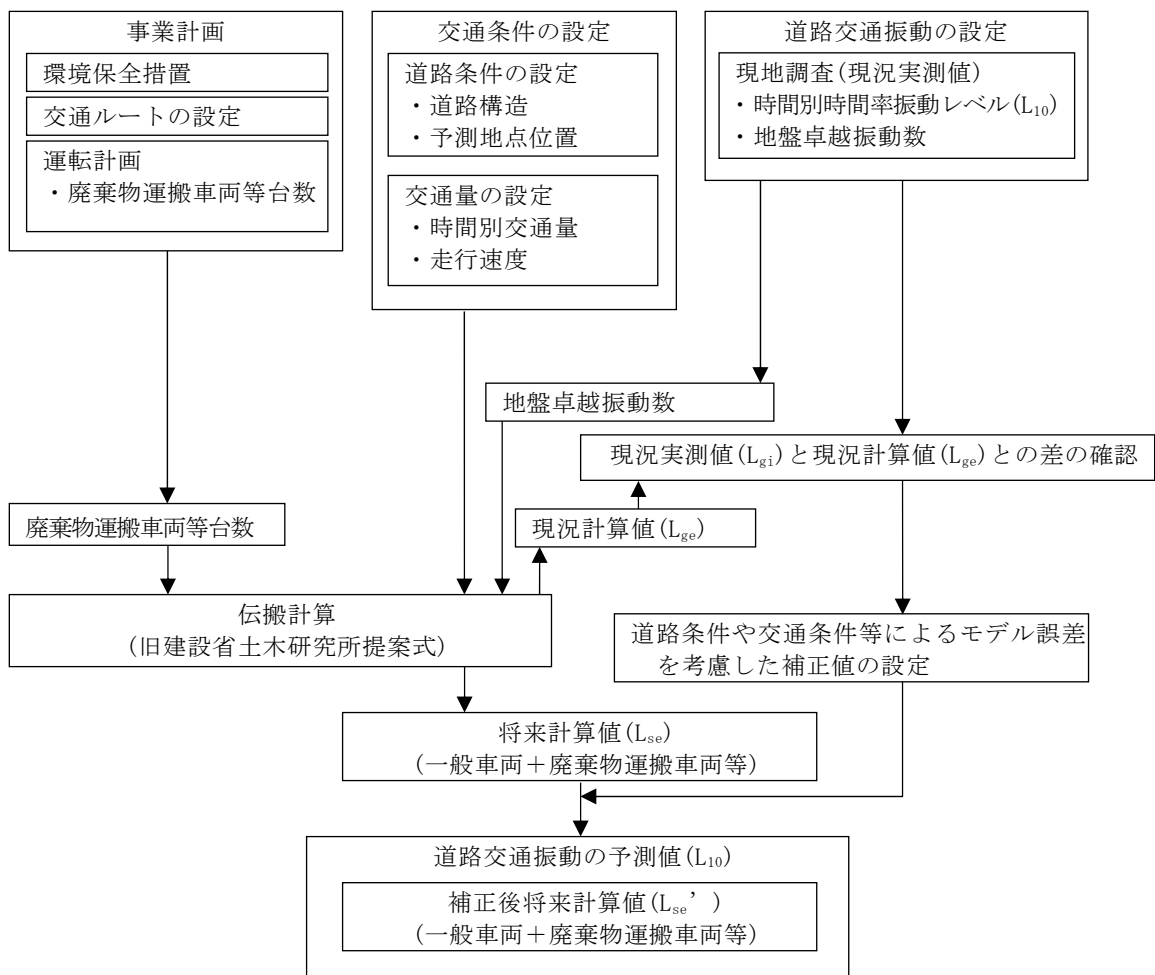 事業計画
環境保全措置
交通ルートの設定
運転計画
・廃棄物運搬車両等台数
交通条件の設定
道路条件の設定
・道路構造
・予測地点位置
交通量の設定
・時間別交通量
・走行速度
道路交通振動の設定
現地調査(現況実測値)
・時間別時間率振動レベル(L10)
・地盤卓越振動数
地盤卓越振動数
現況実測値(Lgi)と現況計算値(Lge)との差の確認
廃棄物運搬車両等台数
現況計算値(Lge)
伝搬計算
(旧建設省土木研究所提案式)
道路条件や交通条件等によるモデル誤差
を考慮した補正値の設定
将来計算値(Lse)
(一般車両＋廃棄物運搬車両等)
道路交通振動の予測値(L10)
補正後将来計算値(Lse’)
(一般車両＋廃棄物運搬車両等)